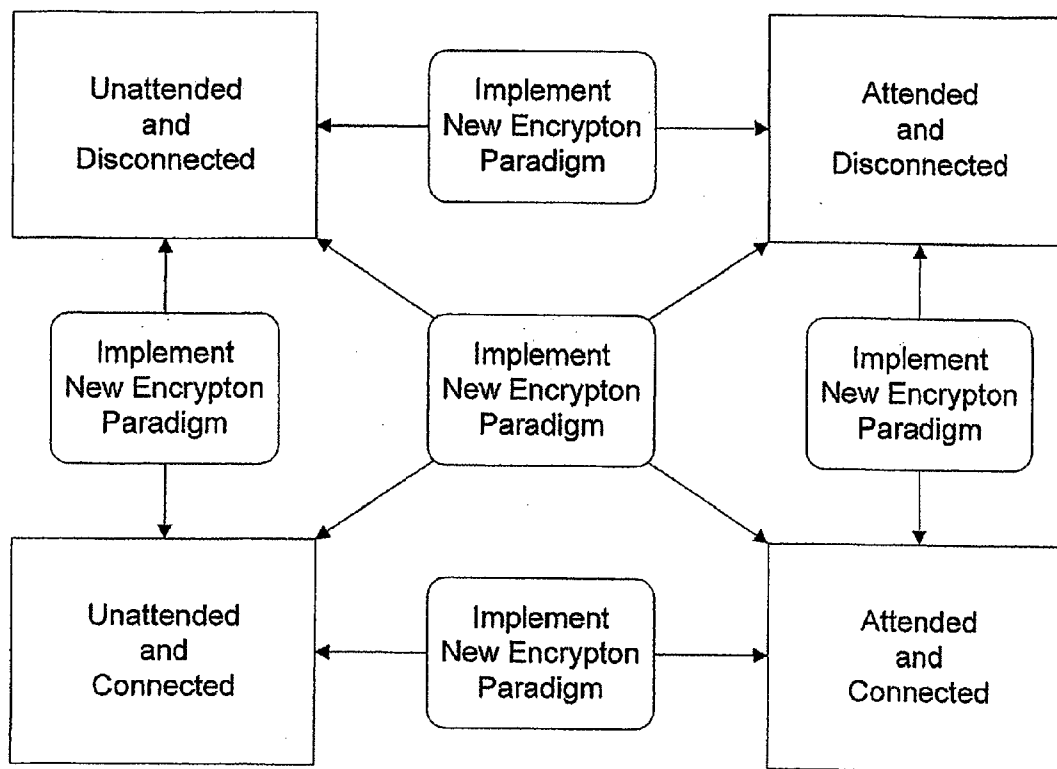 Unattended
and
Disconnected
Implement
New Encrypton
Paradigm
Attended
and
Disconnected
Implement
New Encrypton
Paradigm
Implement
New Encrypton
Paradigm
Implement
New Encrypton
Paradigm
Unattended
and
Connected
Implement
New Encrypton
Paradigm
Attended
and
Connected